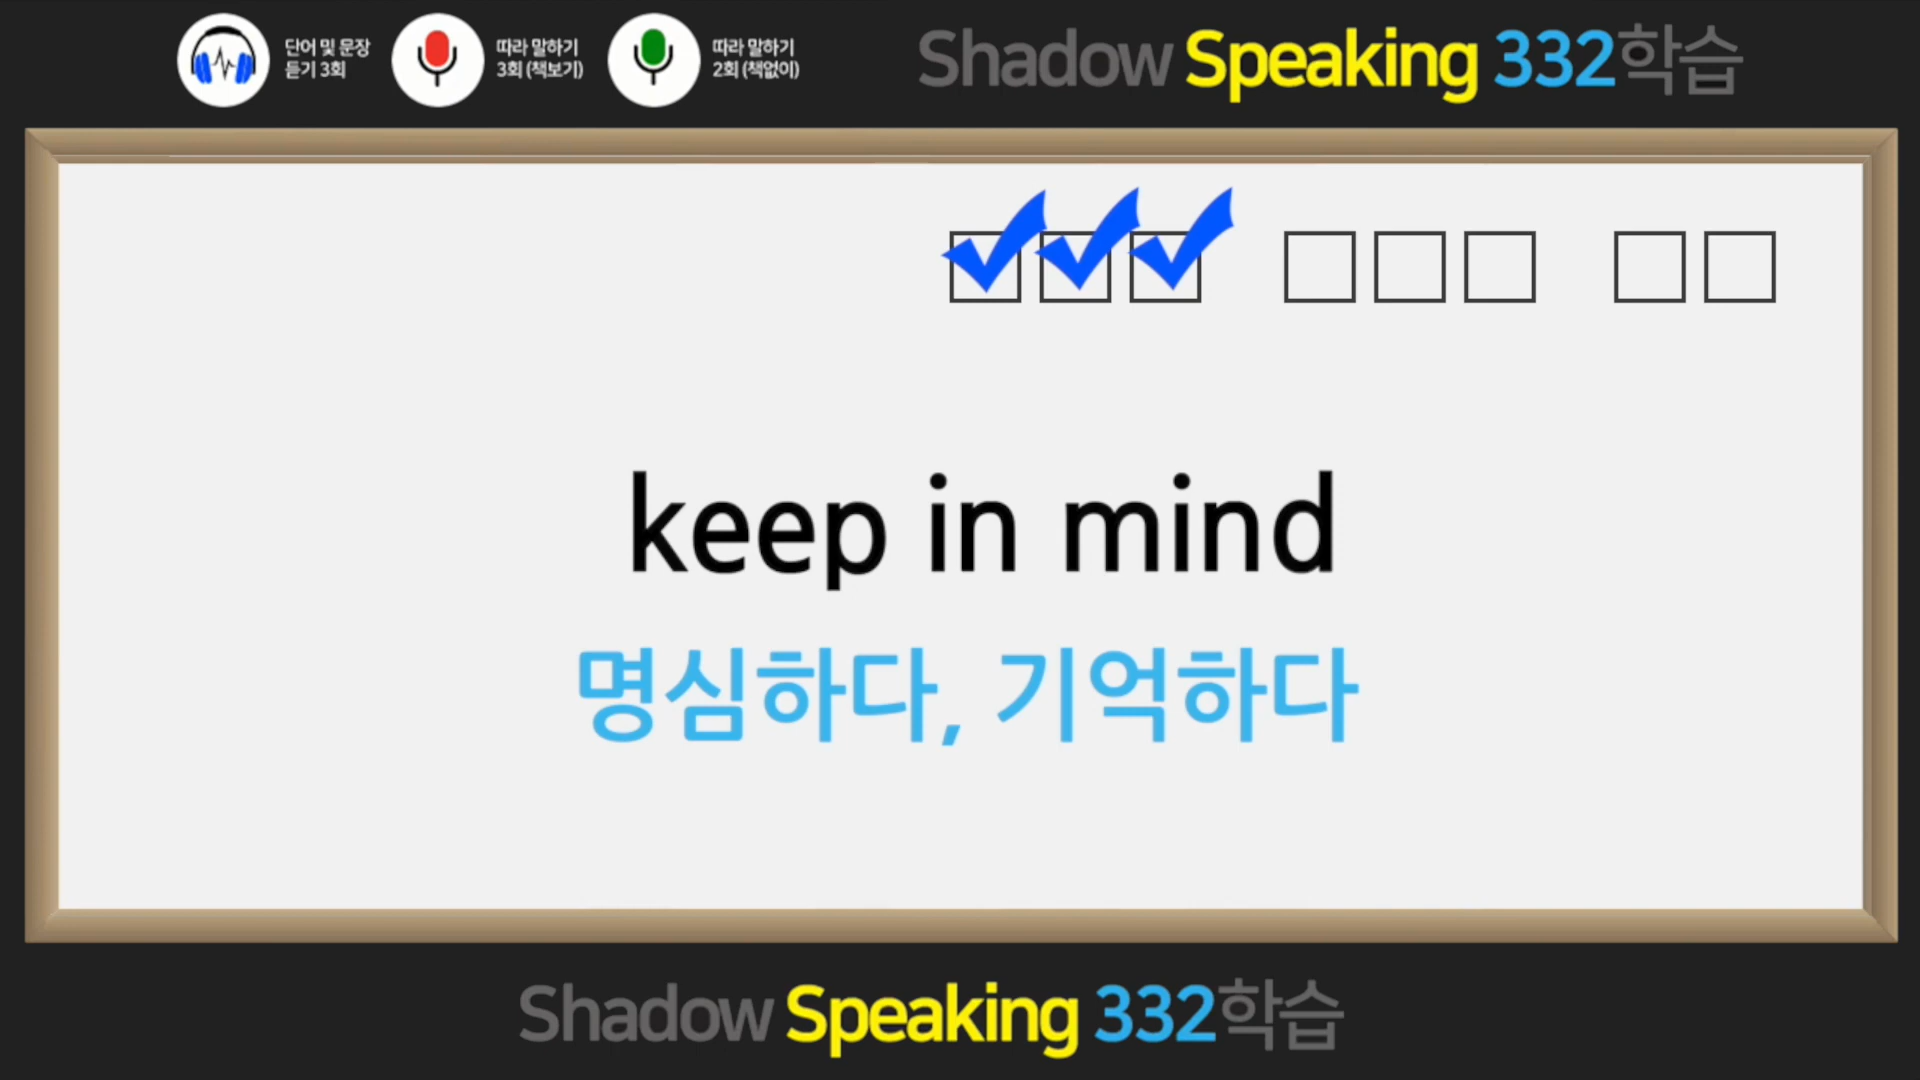 단어 및 문장
듣기 3회
따라 말하기
3회 (책보기)
따라 말하기
2회 (책없이)
Shadow Speaking 332학습
keep in mind
명심하다, 기억하다
Shadow Speaking 332학습